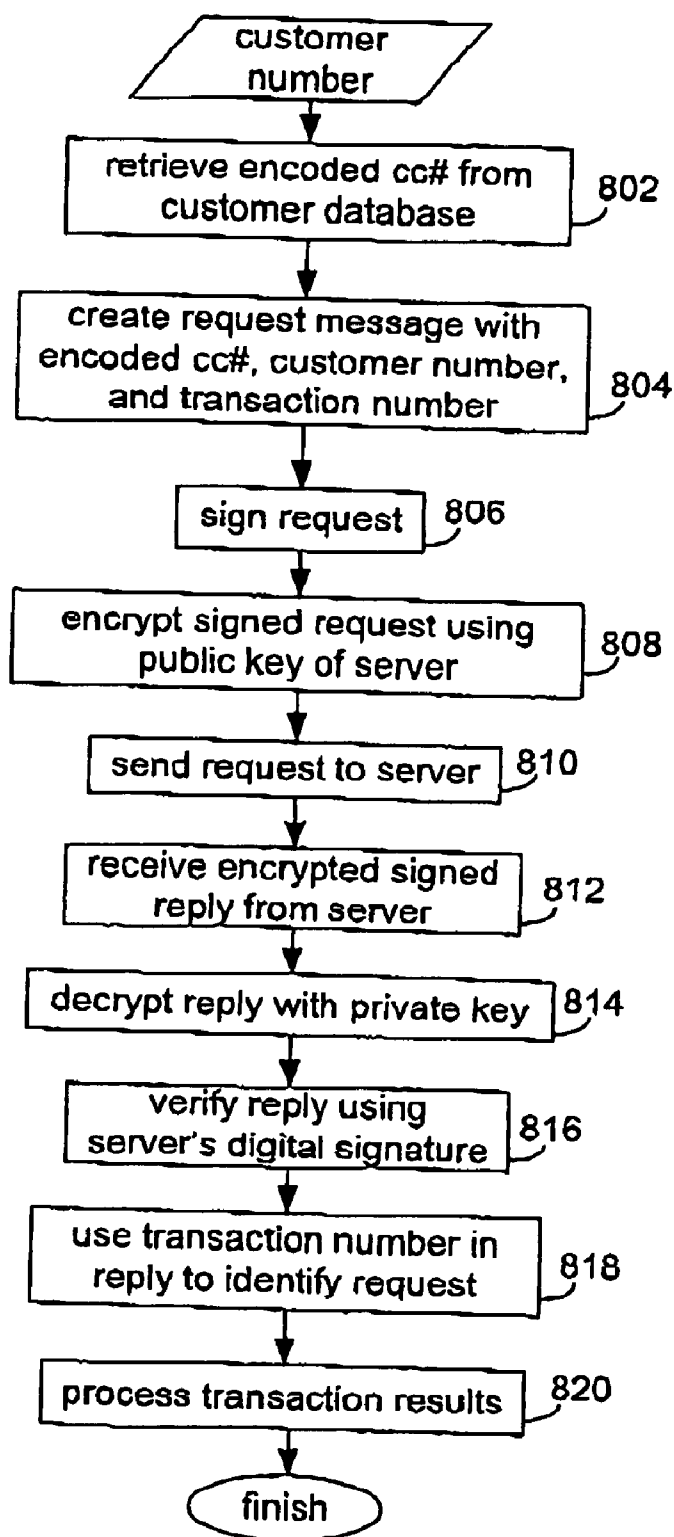 customer
number
retrieve encoded cc# from
customer database
802
create request message with
encoded cc#, customer number,
and transaction number
804
sign request
806
encrypt signed request using
public key of server
808
send request to server
810
receive encrypted signed
reply from server
812
decrypt reply with private key
814
verify reply using
server's digital signature
816
use transaction number in
reply to identify request
818
process transaction results
820
finish